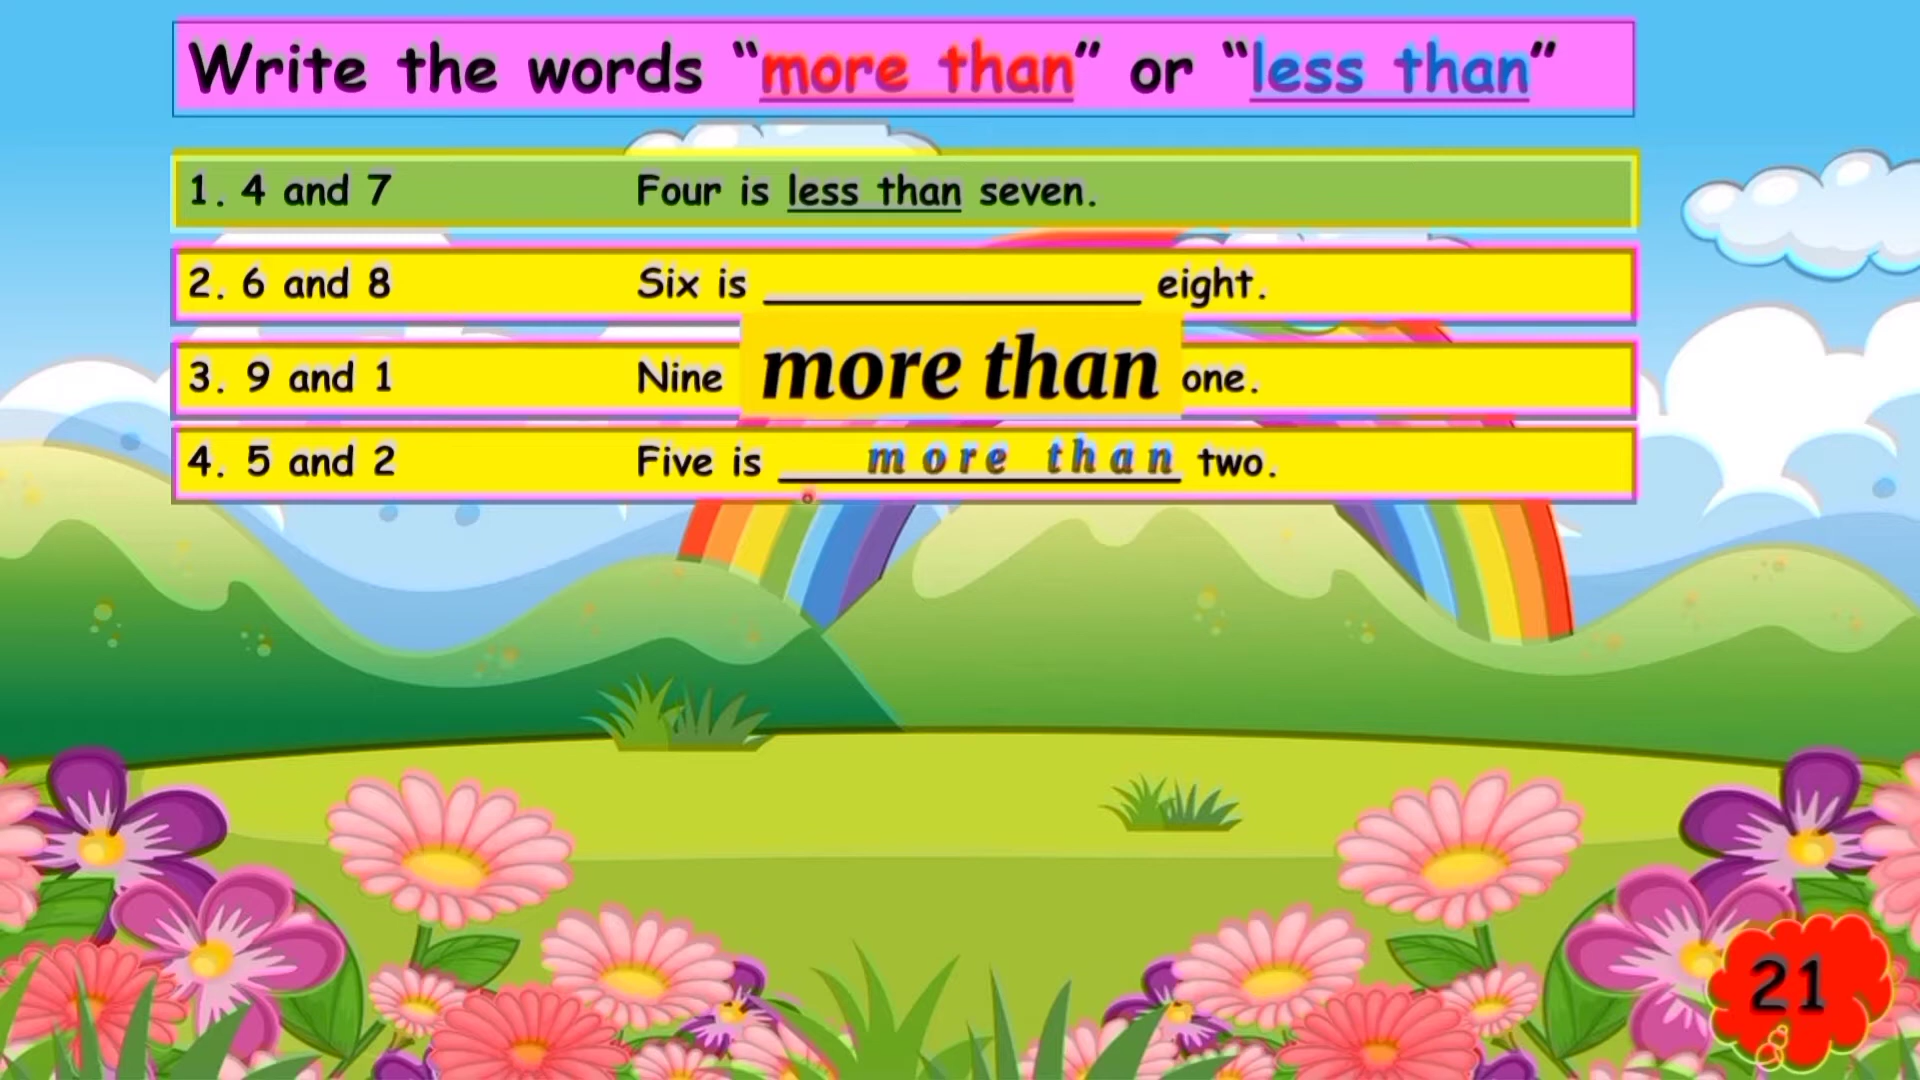 Write the words “more than” or “less than”
1. 4 and 7 Four is less than seven.
2. 6 and 8 Six is ______________ eight.
3. 9 and 1 Nine more than one.
4. 5 and 2 Five is ___more than two.
21